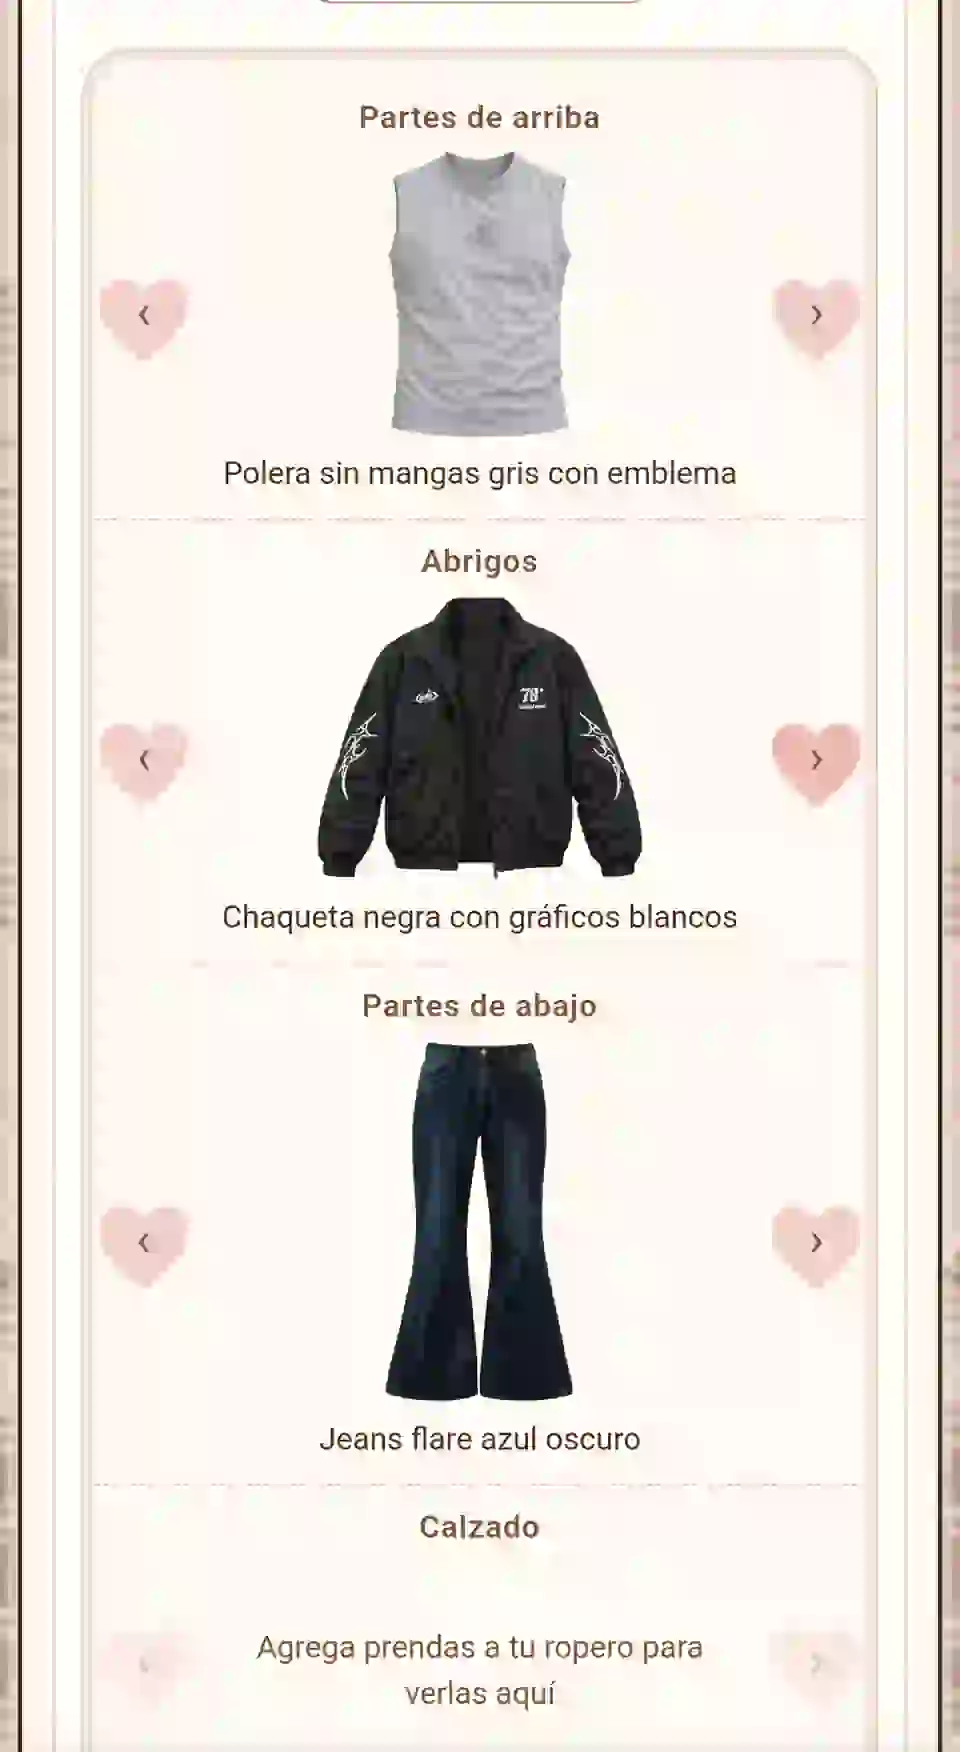 Partes de arriba
‹
›
Polera sin mangas gris con emblema
Abrigos
78
‹
›
Chaqueta negra con gráficos blancos
Partes de abajo
‹
›
Jeans flare azul oscuro
Calzado
‹
›
Agrega prendas a tu ropero para
verlas aquí